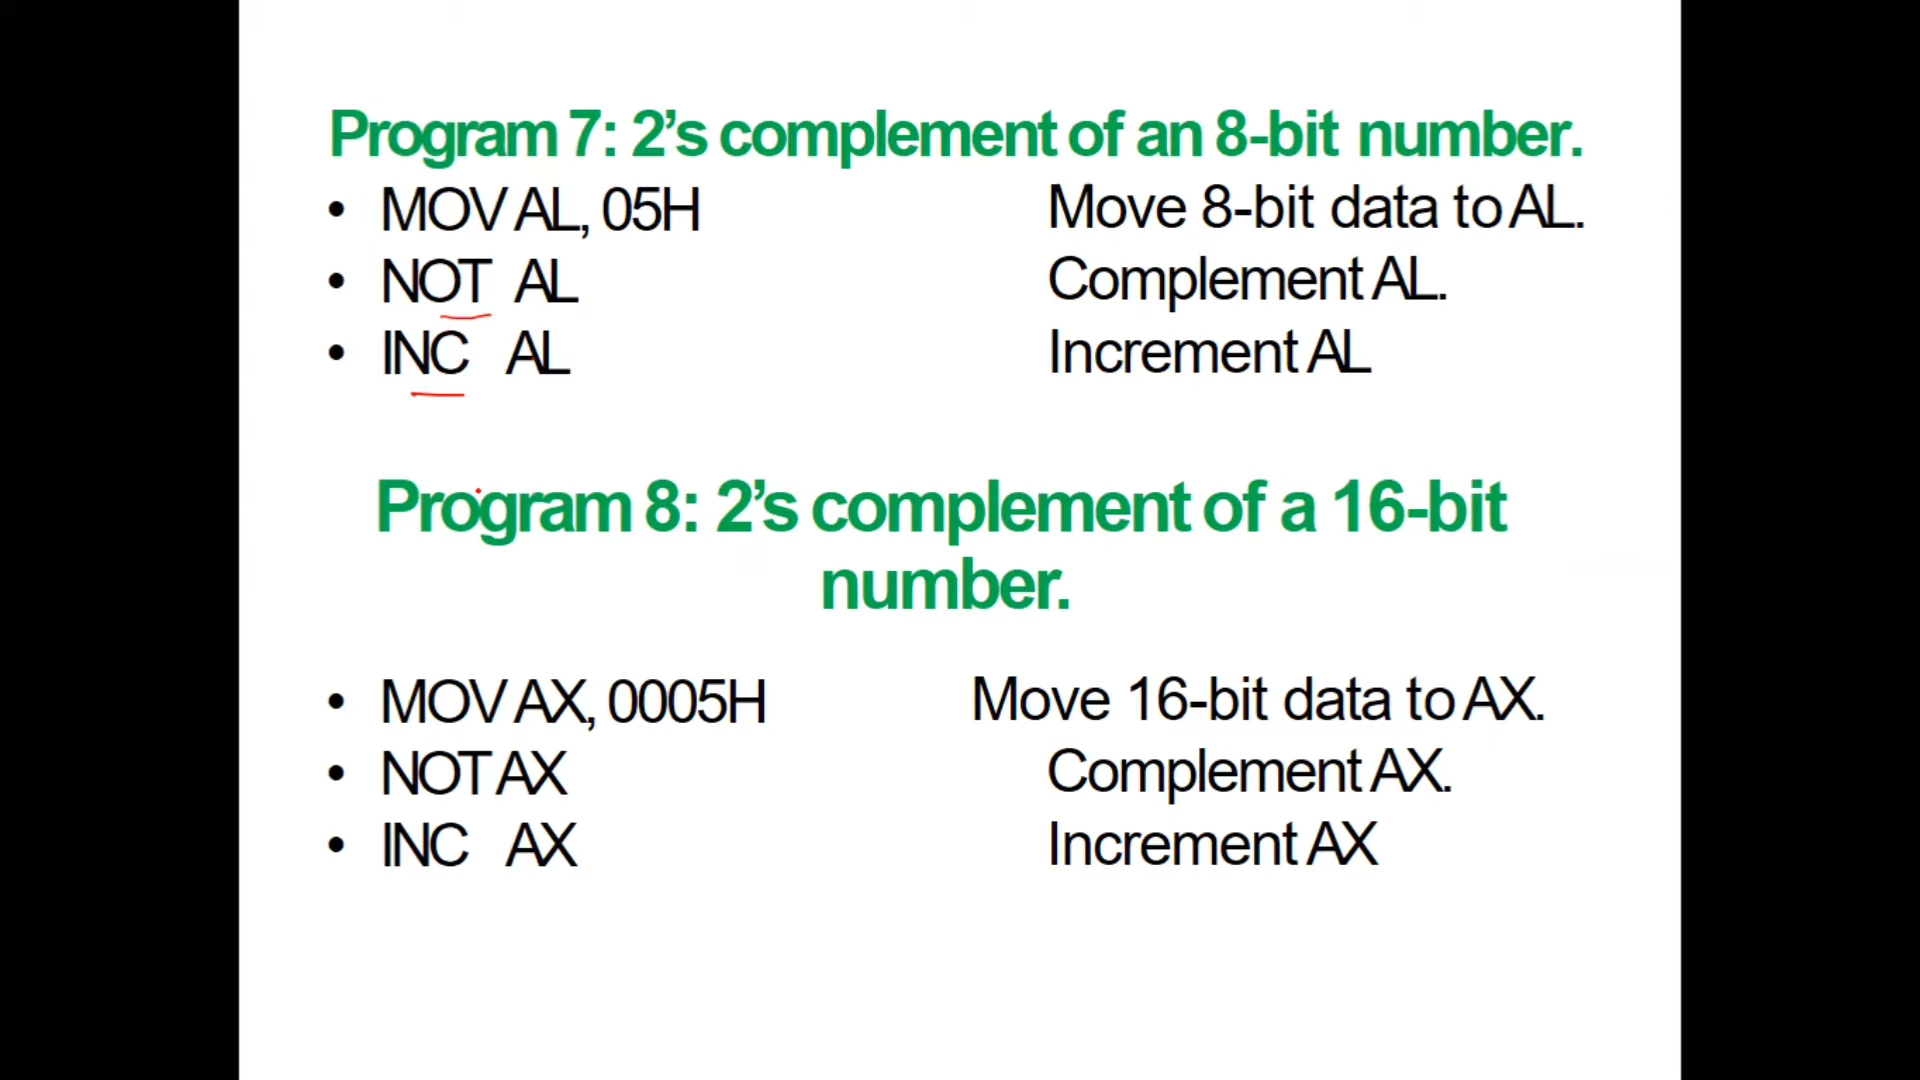 Program 7: 2’s complement of an 8-bit number.
• MOV AL, 05H Move 8-bit data to AL.
• NOT AL Complement AL.
• INC AL Increment AL
Program 8: 2’s complement of a 16-bit
number.
• MOV AX, 0005H Move 16-bit data to AX.
• NOT AX Complement AX.
• INC AX Increment AX